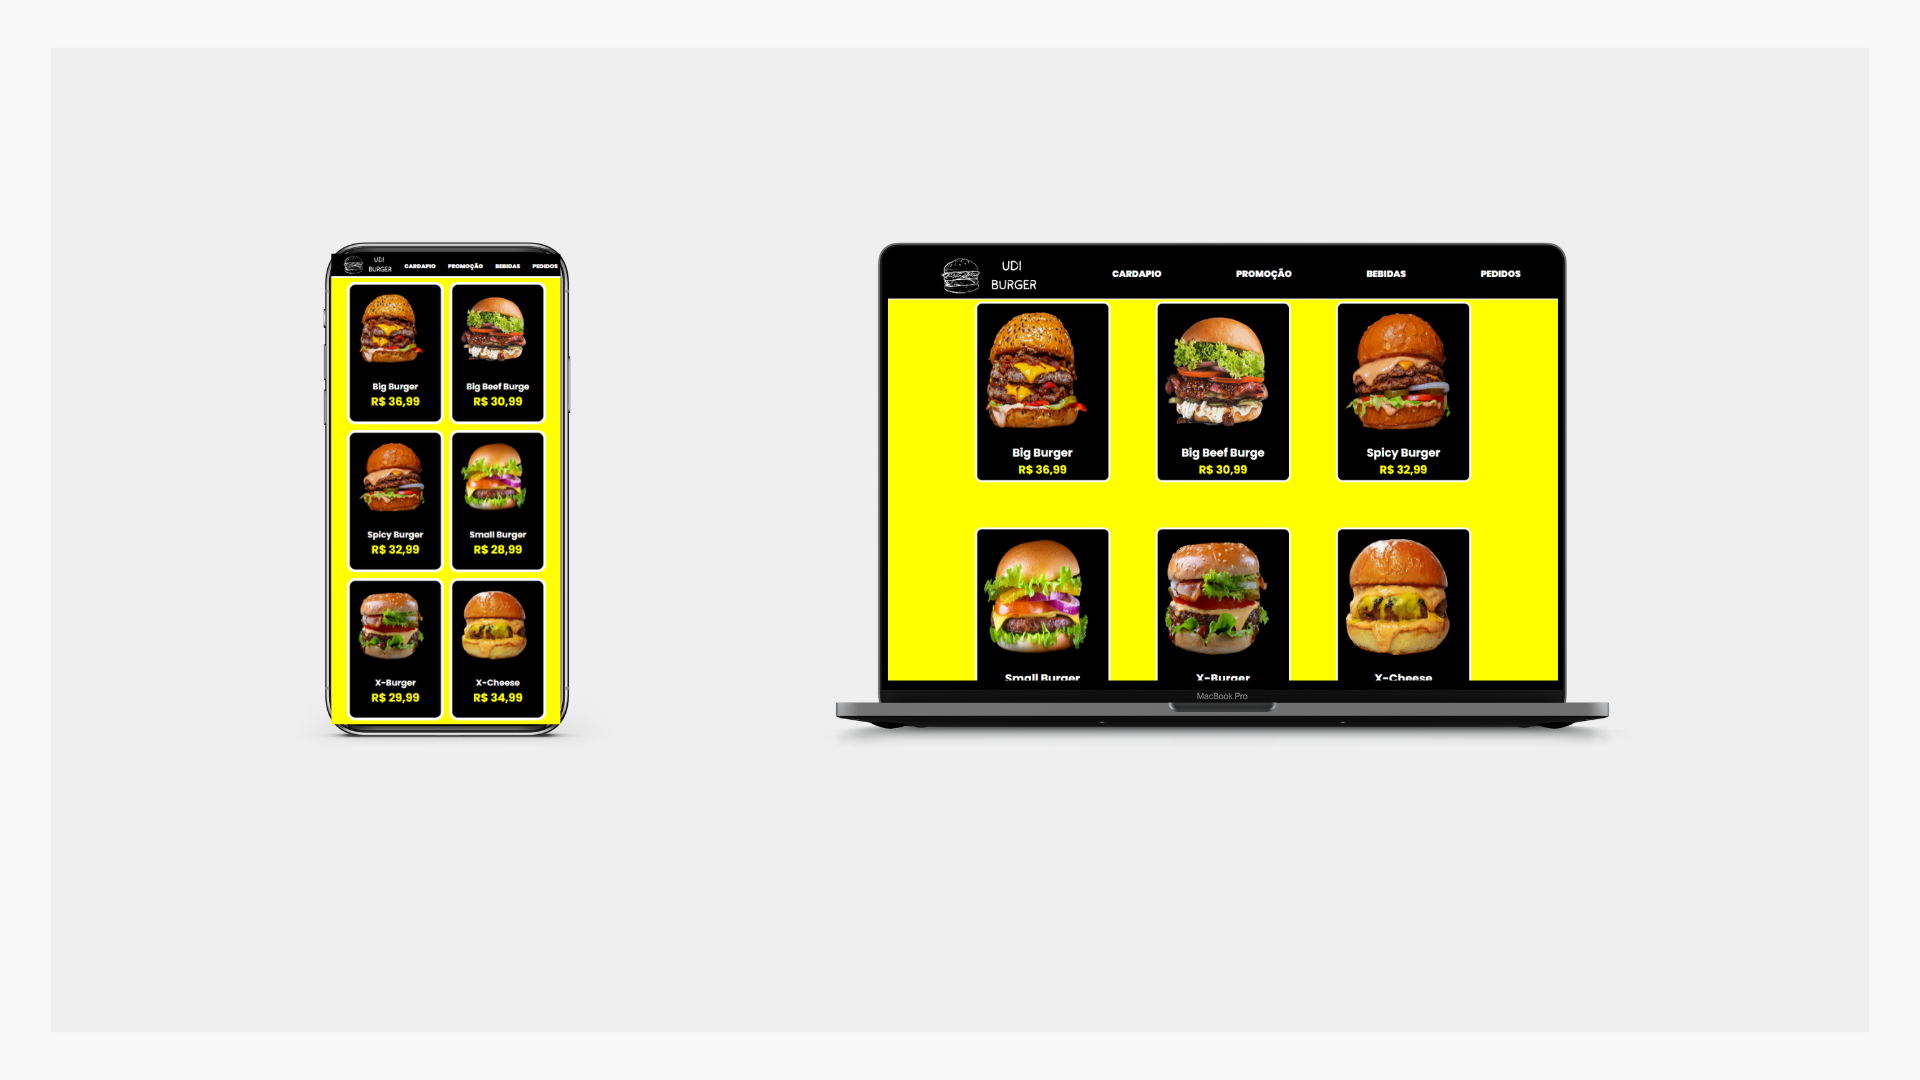 UDI
BURGER
CARDAPIO PROMOÇÃO BEBIDAS PEDIDOS
Big Burger
R$ 36,99
Big Beef Burge
R$ 30,99
Spicy Burger
R$ 32,99
Small Burger
R$ 28,99
X-Burger
R$ 29,99
X-Cheese
R$ 34,99
UDI
BURGER
CARDAPIO PROMOÇÃO BEBIDAS PEDIDOS
Big Burger
R$ 36,99
Big Beef Burge
R$ 30,99
Spicy Burger
R$ 32,99
Small Burger
X-Burger
X-Cheese
MacBook Pro